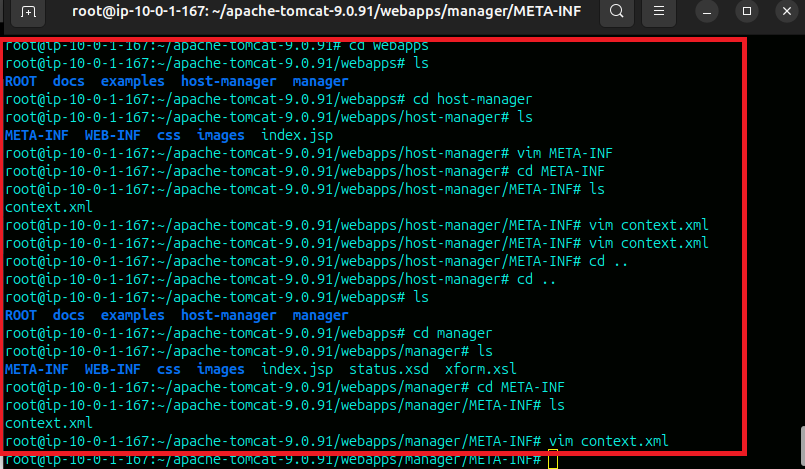 root@ip-10-0-1-167: ~/apache-tomcat-9.0.91/webapps/manager/META-INF
root@ip-10-0-1-167:~/apache-tomcat-9.0.91# cd webapps
root@ip-10-0-1-167:~/apache-tomcat-9.0.91/webapps# ls
ROOT  docs  examples  host-manager  manager
root@ip-10-0-1-167:~/apache-tomcat-9.0.91/webapps# cd host-manager
root@ip-10-0-1-167:~/apache-tomcat-9.0.91/webapps/host-manager# ls
META-INF  WEB-INF  css  images  index.jsp
root@ip-10-0-1-167:~/apache-tomcat-9.0.91/webapps/host-manager# vim META-INF
root@ip-10-0-1-167:~/apache-tomcat-9.0.91/webapps/host-manager# cd META-INF
root@ip-10-0-1-167:~/apache-tomcat-9.0.91/webapps/host-manager/META-INF# ls
context.xml
root@ip-10-0-1-167:~/apache-tomcat-9.0.91/webapps/host-manager/META-INF# vim context.xml
root@ip-10-0-1-167:~/apache-tomcat-9.0.91/webapps/host-manager/META-INF# vim context.xml
root@ip-10-0-1-167:~/apache-tomcat-9.0.91/webapps/host-manager/META-INF# cd ..
root@ip-10-0-1-167:~/apache-tomcat-9.0.91/webapps/host-manager# cd ..
root@ip-10-0-1-167:~/apache-tomcat-9.0.91/webapps# ls
ROOT  docs  examples  host-manager  manager
root@ip-10-0-1-167:~/apache-tomcat-9.0.91/webapps# cd manager
root@ip-10-0-1-167:~/apache-tomcat-9.0.91/webapps/manager# ls
META-INF  WEB-INF  css  images  index.jsp  status.xsd  xform.xsl
root@ip-10-0-1-167:~/apache-tomcat-9.0.91/webapps/manager# cd META-INF
root@ip-10-0-1-167:~/apache-tomcat-9.0.91/webapps/manager/META-INF# ls
context.xml
root@ip-10-0-1-167:~/apache-tomcat-9.0.91/webapps/manager/META-INF# vim context.xml
root@ip-10-0-1-167:~/apache-tomcat-9.0.91/webapps/manager/META-INF#